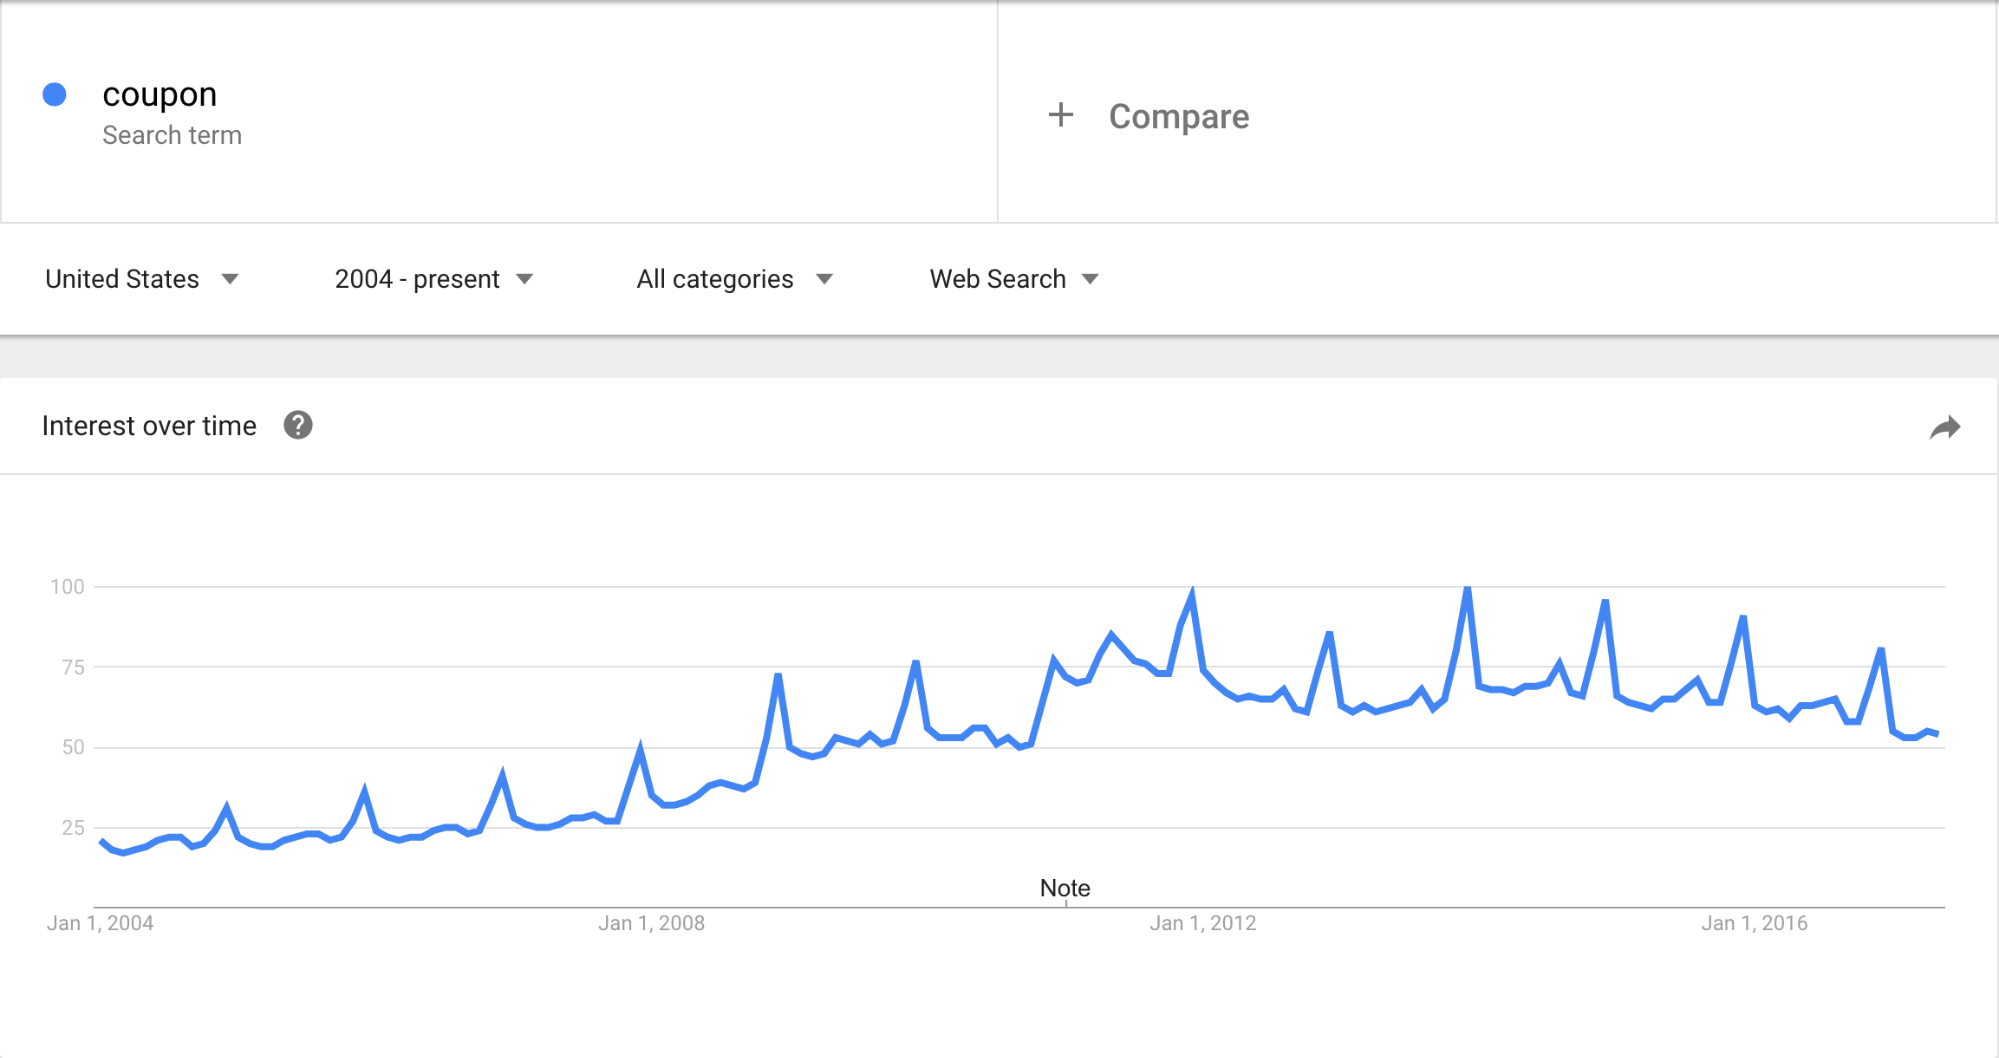 coupon
Search term
+ Compare
United States
2004 - present
All categories
Web Search
Interest over time ?
100
75
50
25
Note
Jan 1, 2004
Jan 1, 2008
Jan 1, 2012
Jan 1, 2016